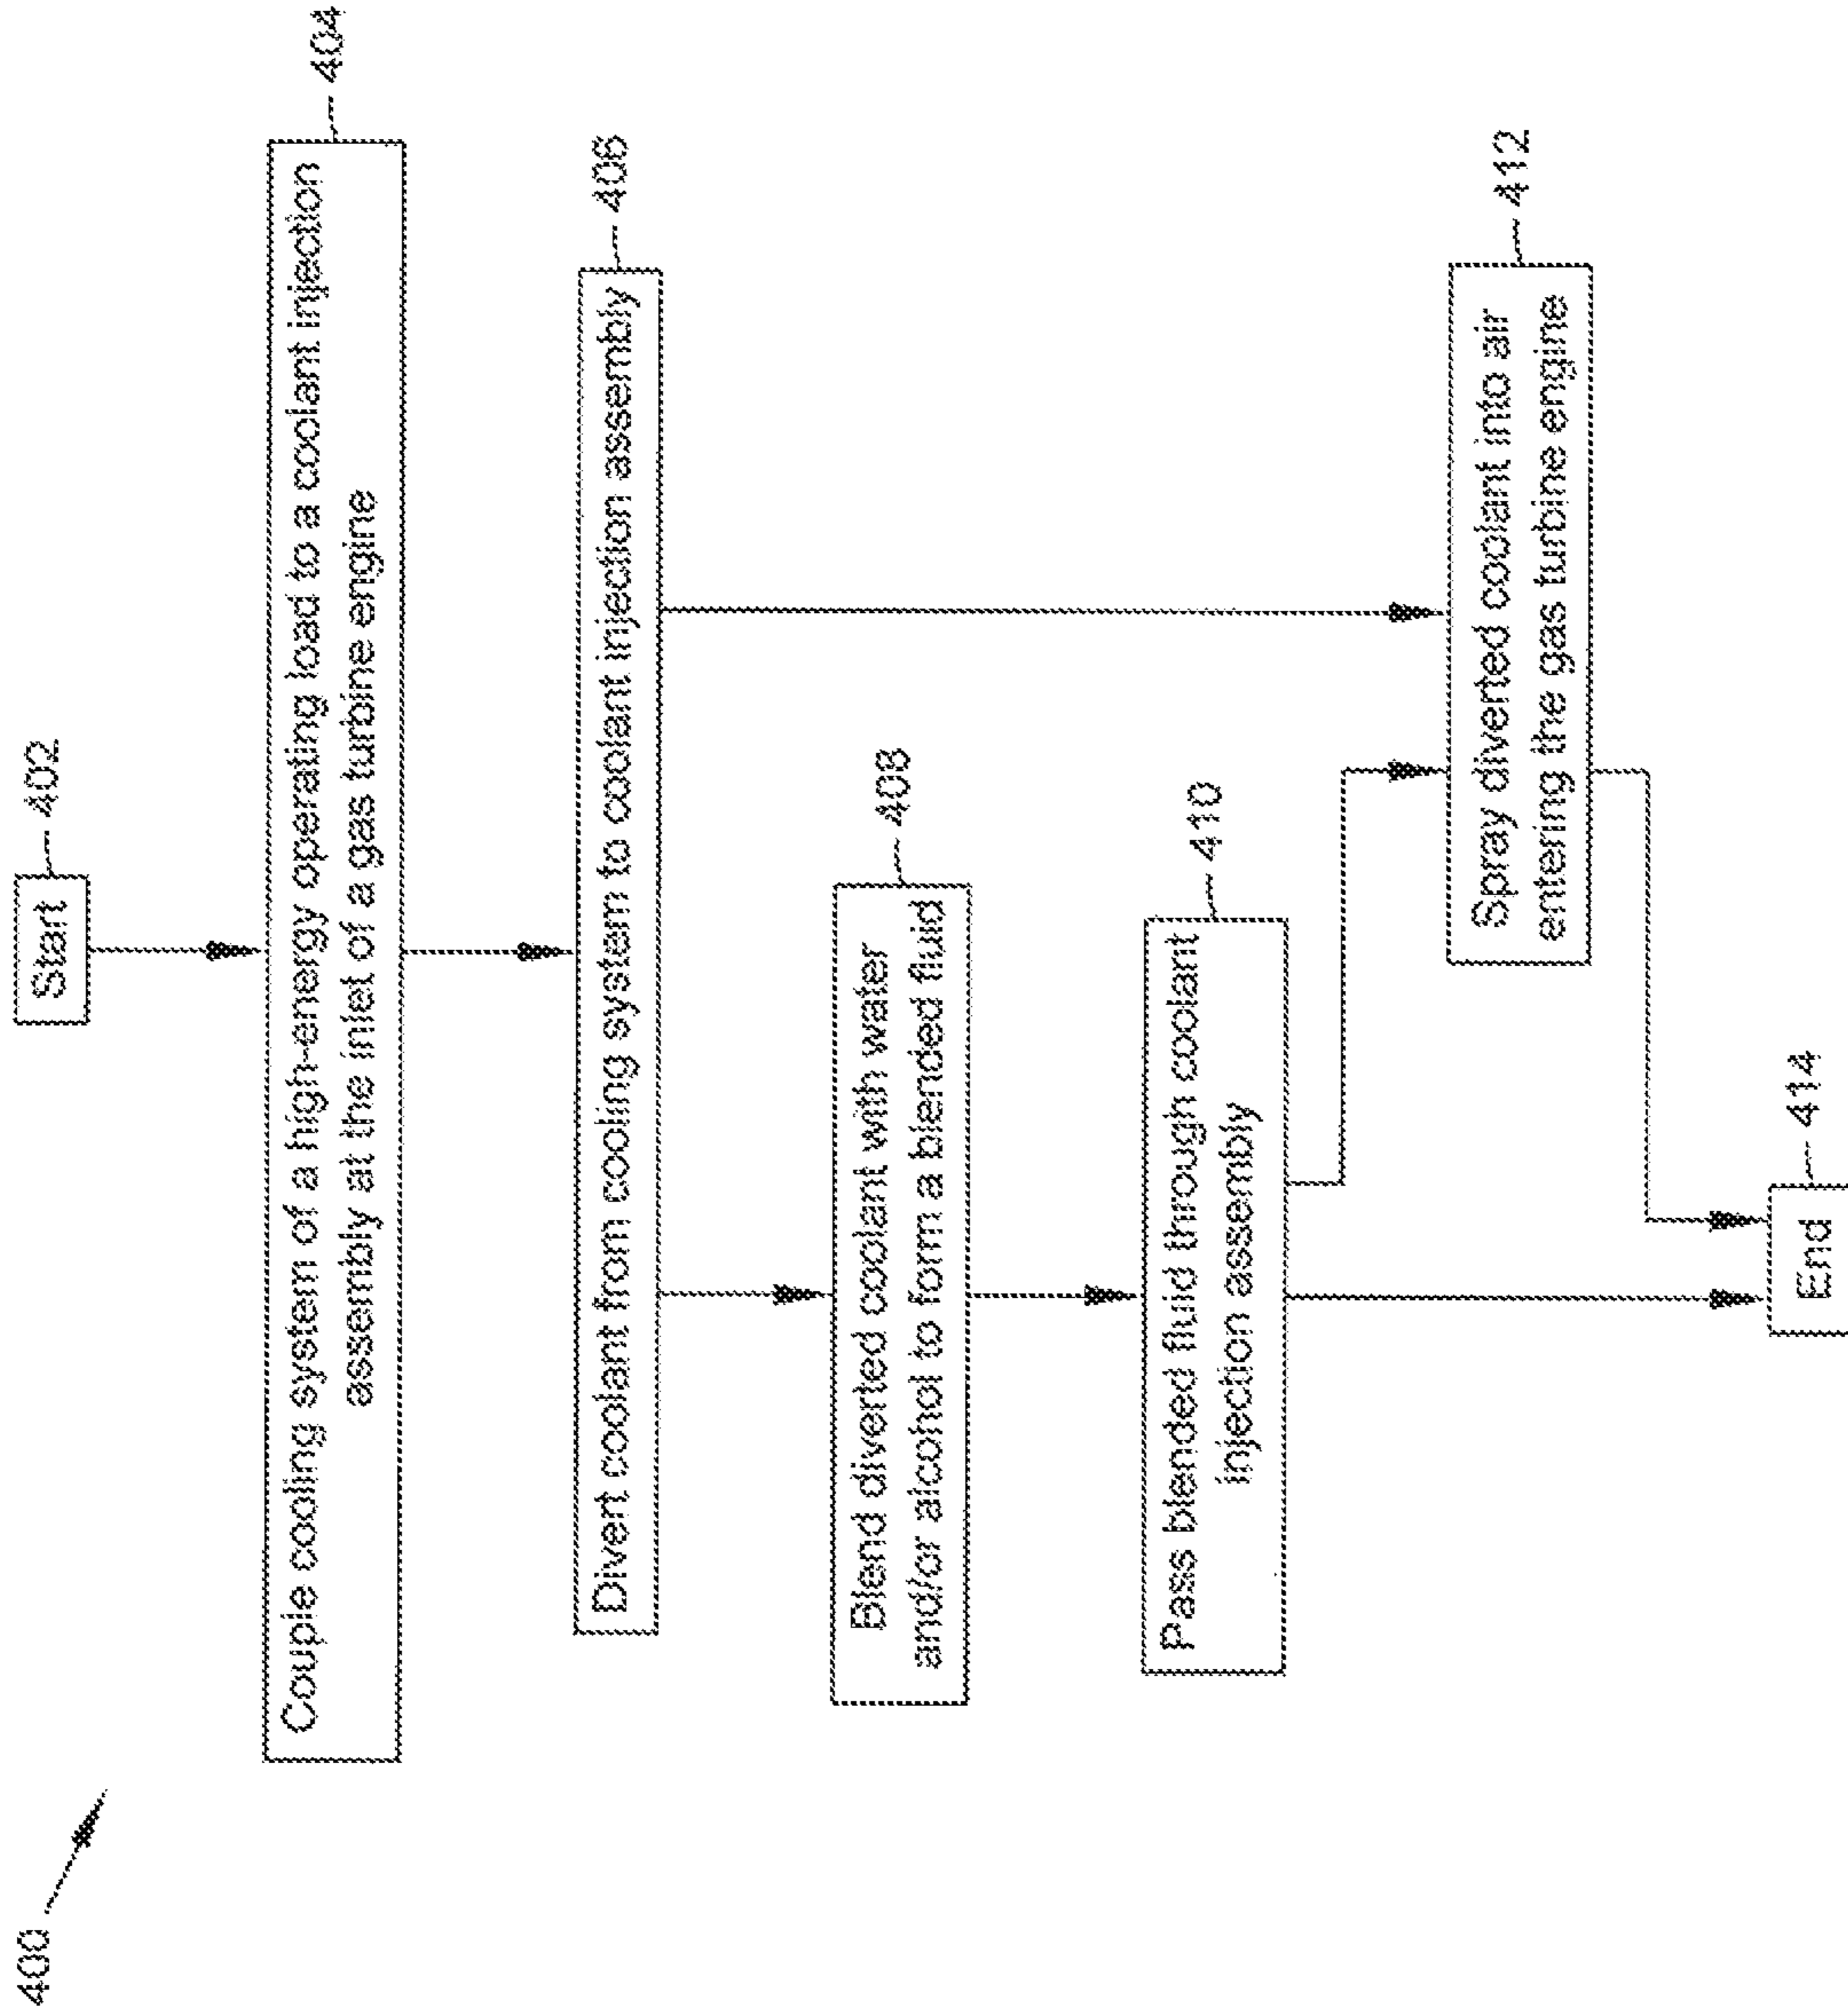 400
Start
402
Couple cooling system of a high-energy operating load to a coolant injection
assembly at the inlet of a gas turbine engine
404
Divert coolant from cooling system to coolant injection assembly
406
Blend diverted coolant with water
and/or alcohol to form a blended fluid
408
Pass blended fluid through coolant
injection assembly
410
Spray diverted coolant into air
entering the gas turbine engine
412
End
414